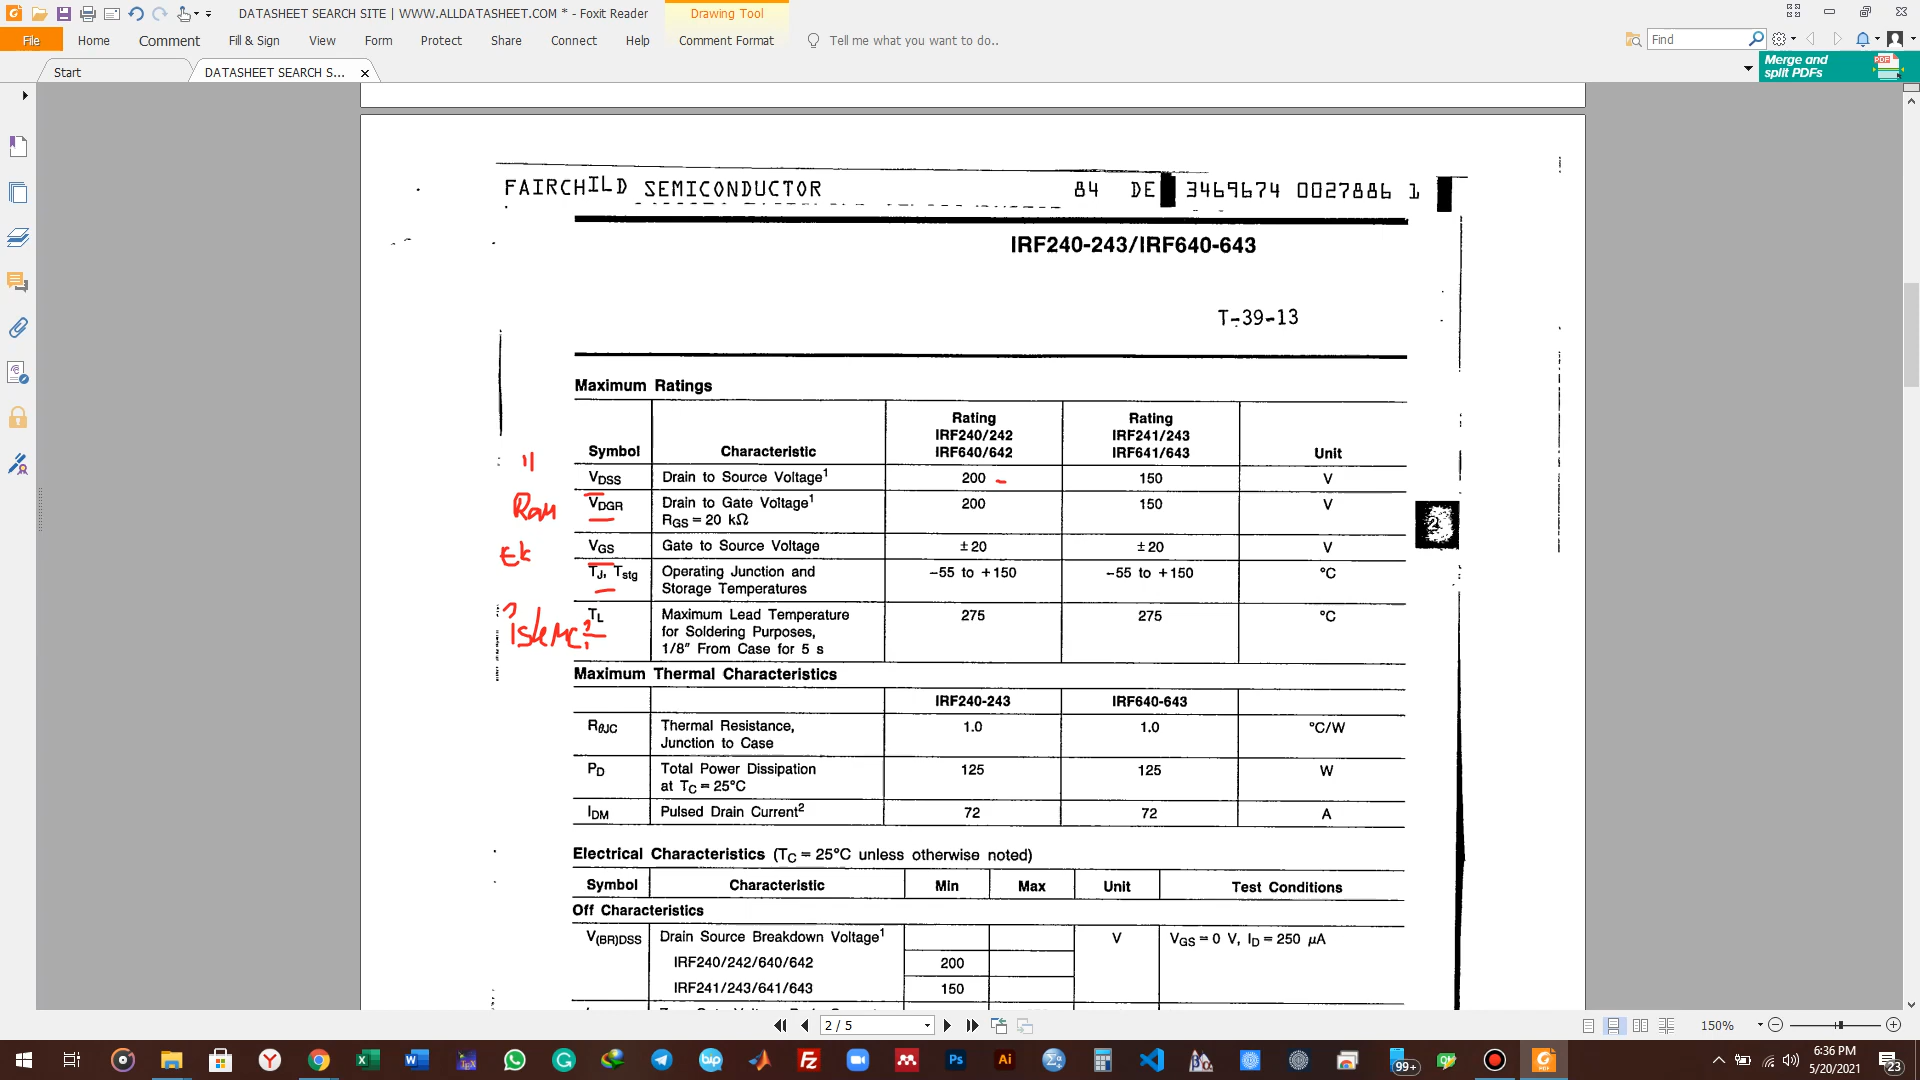 DATASHEET SEARCH SITE | WWW.ALLDATASHEET.COM * - Foxit Reader
Drawing Tool
File Home Comment Fill & Sign View Form Protect Share Connect Help Comment Format Tell me what you want to do.. Find
Start
DATASHEET SEARCH S...
Merge and
split PDFs
FAIRCHILD SEMICONDUCTOR 84 DE 3469674 0027886 1
IRF240-243/IRF640-643
T-39-13
Maximum Ratings
Symbol Characteristic Rating IRF240/242 IRF640/642 Rating IRF241/243 IRF641/643 Unit
VDSS Drain to Source Voltage1 200 150 V
VDGR Drain to Gate Voltage1 RGS = 20 kΩ 200 150 V
VGS Gate to Source Voltage ±20 ±20 V
TJ, Tstg Operating Junction and Storage Temperatures -55 to +150 -55 to +150 °C
TL Maximum Lead Temperature for Soldering Purposes, 1/8" From Case for 5 s 275 275 °C
Maximum Thermal Characteristics
IRF240-243 IRF640-643
RθJC Thermal Resistance, Junction to Case 1.0 1.0 °C/W
PD Total Power Dissipation at TC = 25°C 125 125 W
IDM Pulsed Drain Current2 72 72 A
Electrical Characteristics (TC = 25°C unless otherwise noted)
Symbol Characteristic Min Max Unit Test Conditions
Off Characteristics
V(BR)DSS Drain Source Breakdown Voltage1 V VGS = 0 V, ID = 250 μA
IRF240/242/640/642 200
IRF241/243/641/643 150
2
2 / 5
150%
99+
6:36 PM
5/20/2021
23